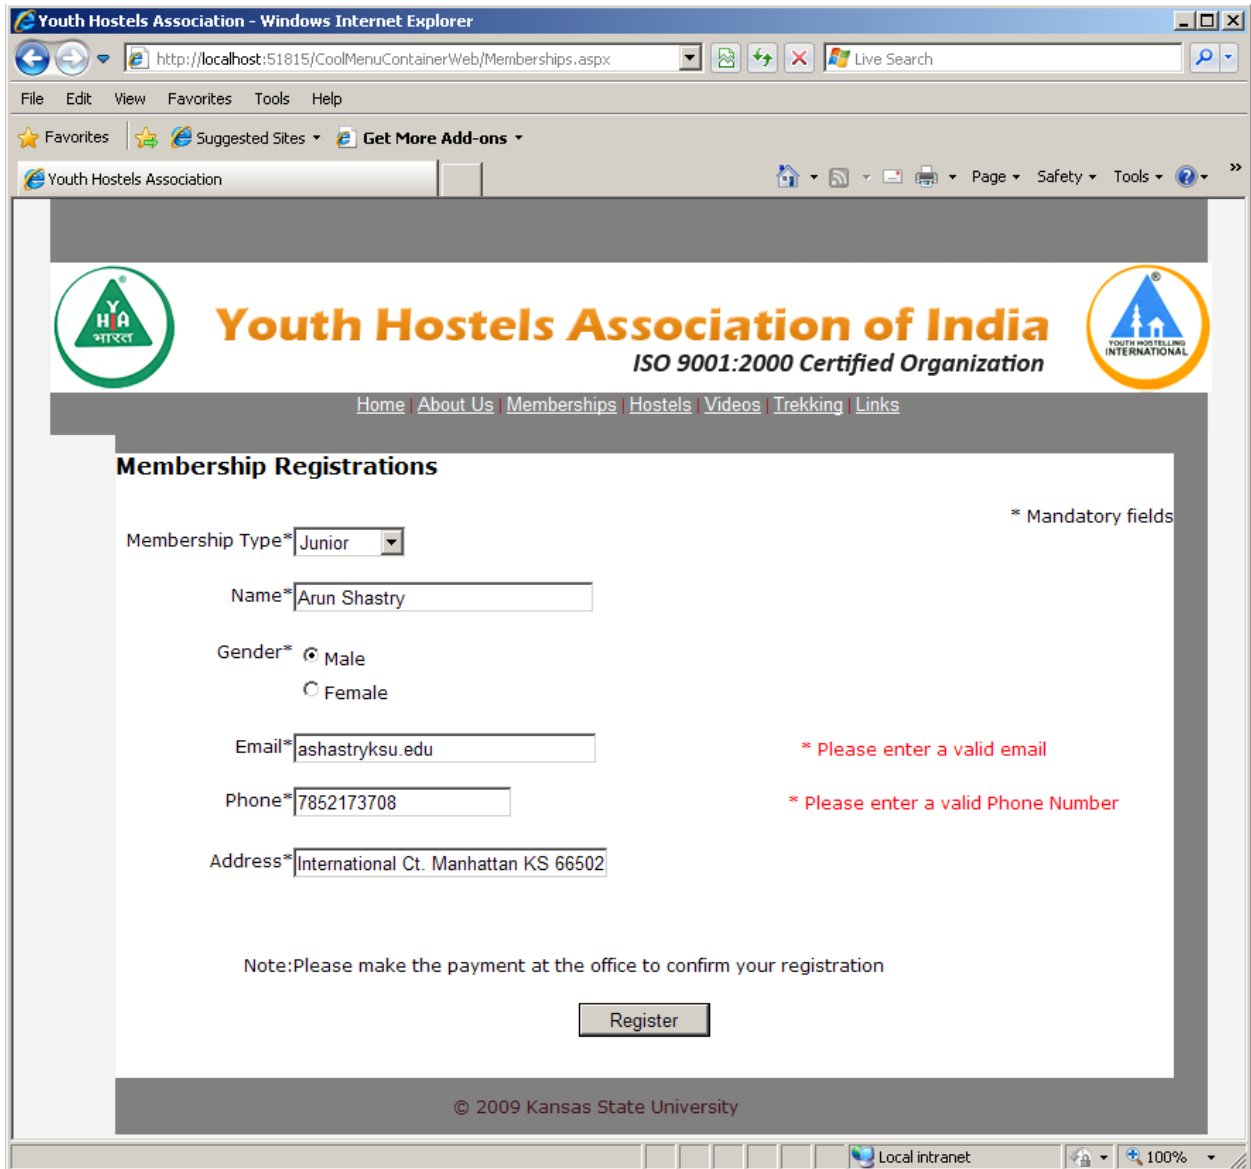 Youth Hostels Association - Windows Internet Explorer
http://localhost:51815/CoolMenuContainerWeb/Memberships.aspx
Live Search
File Edit View Favorites Tools Help
Favorites Suggested Sites Get More Add-ons
Youth Hostels Association
Page Safety Tools
YHA
भारत
Youth Hostels Association of India
ISO 9001:2000 Certified Organization
YOUTH HOSTELLING
INTERNATIONAL
Home | About Us | Memberships | Hostels | Videos | Trekking | Links
Membership Registrations
* Mandatory fields
Membership Type* Junior
Name* Arun Shastry
Gender* Male
Female
Email* ashastryksu.edu * Please enter a valid email
Phone* 7852173708 * Please enter a valid Phone Number
Address* International Ct. Manhattan KS 66502
Note:Please make the payment at the office to confirm your registration
Register
© 2009 Kansas State University
Local intranet 100%